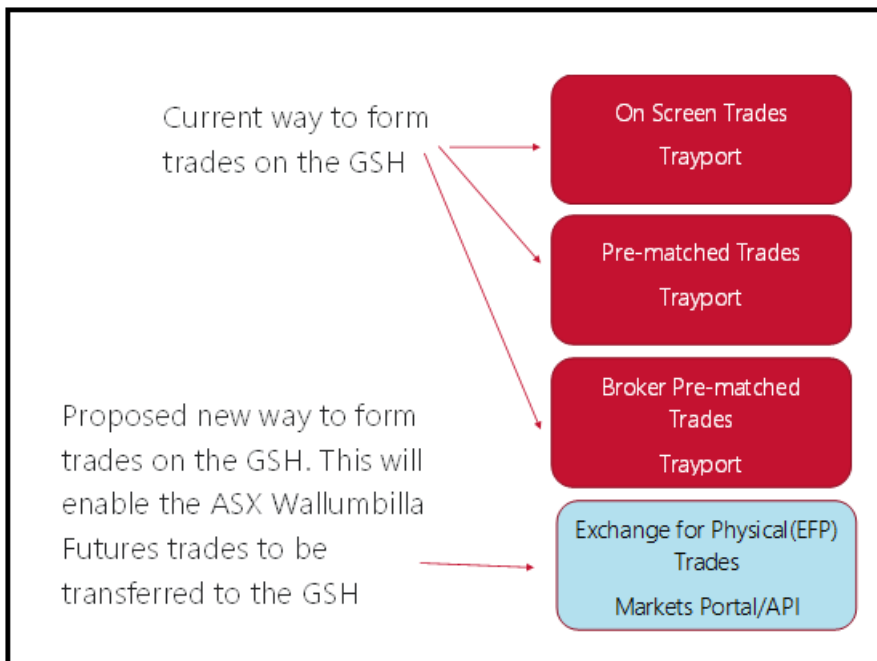 Current way to form
trades on the GSH
On Screen Trades
Trayport
Pre-matched Trades
Trayport
Broker Pre-matched
Trades
Trayport
Proposed new way to form
trades on the GSH. This will
enable the ASX Wallumbilla
Futures trades to be
transferred to the GSH
Exchange for Physical(EFP)
Trades
Markets Portal/API